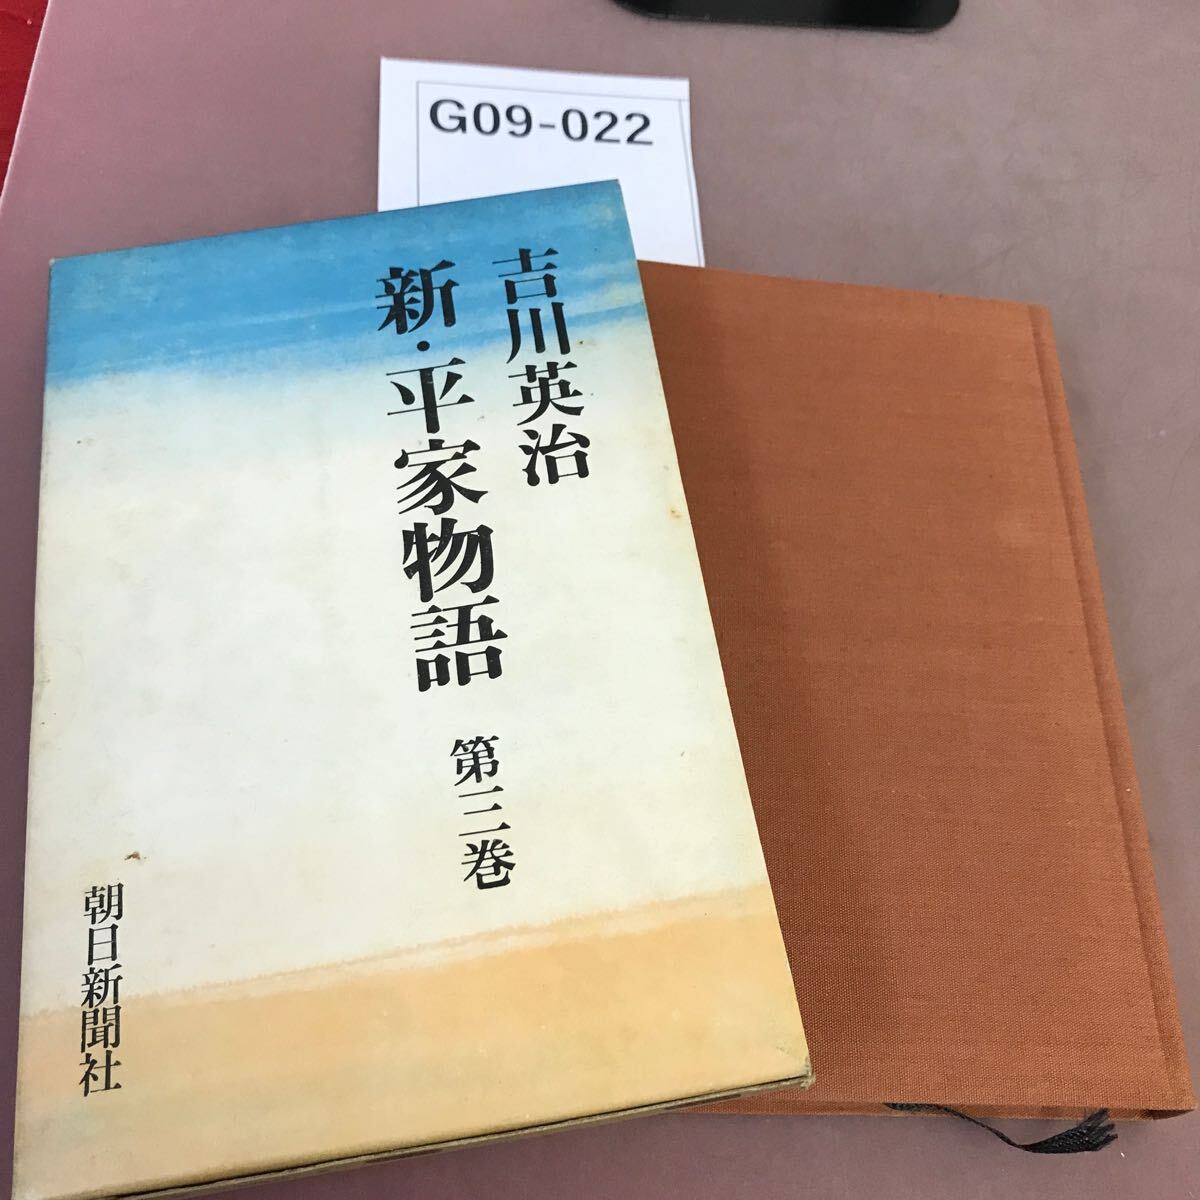 G09-022
吉川英治
新・平家物語
第三巻
朝日新聞社